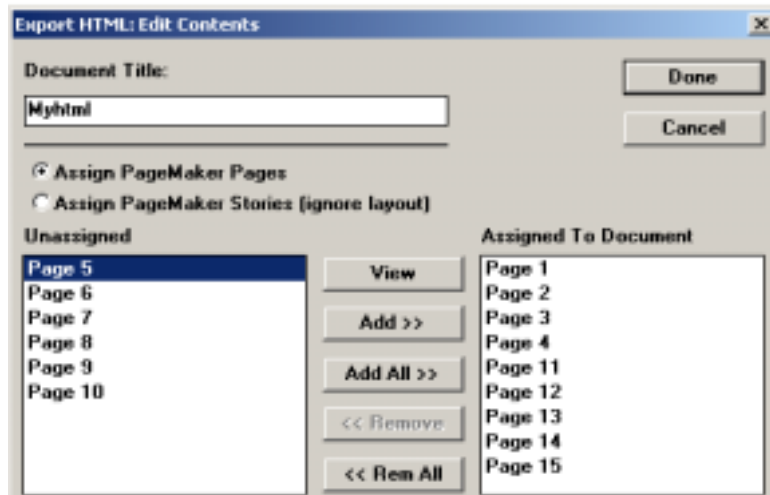 Export HTML: Edit Contents
Document Title:
Done
Myhtml
Cancel
Assign PageMaker Pages
Assign PageMaker Stories (ignore layout)
Unassigned
Assigned To Document
Page 5
Page 6
Page 7
Page 8
Page 9
Page 10
View
Add >>
Add All >>
<< Remove
<< Rem All
Page 1
Page 2
Page 3
Page 4
Page 11
Page 12
Page 13
Page 14
Page 15